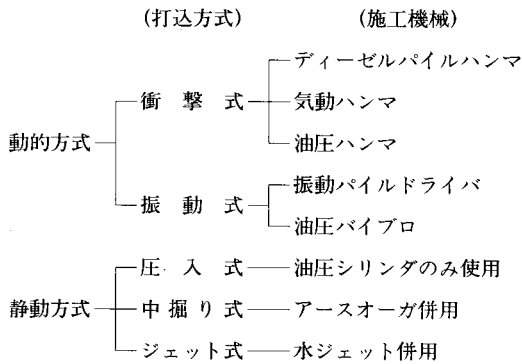 (打込方式) (施工機械)
ディーゼルパイルハンマ
衝撃式 気動ハンマ
油圧ハンマ
動的方式
振動パイルドライバ
振動式
油圧バイブロ
圧入式 油圧シリンダのみ使用
静動方式 中掘り式 アースオーガ併用
ジェット式 水ジェット併用